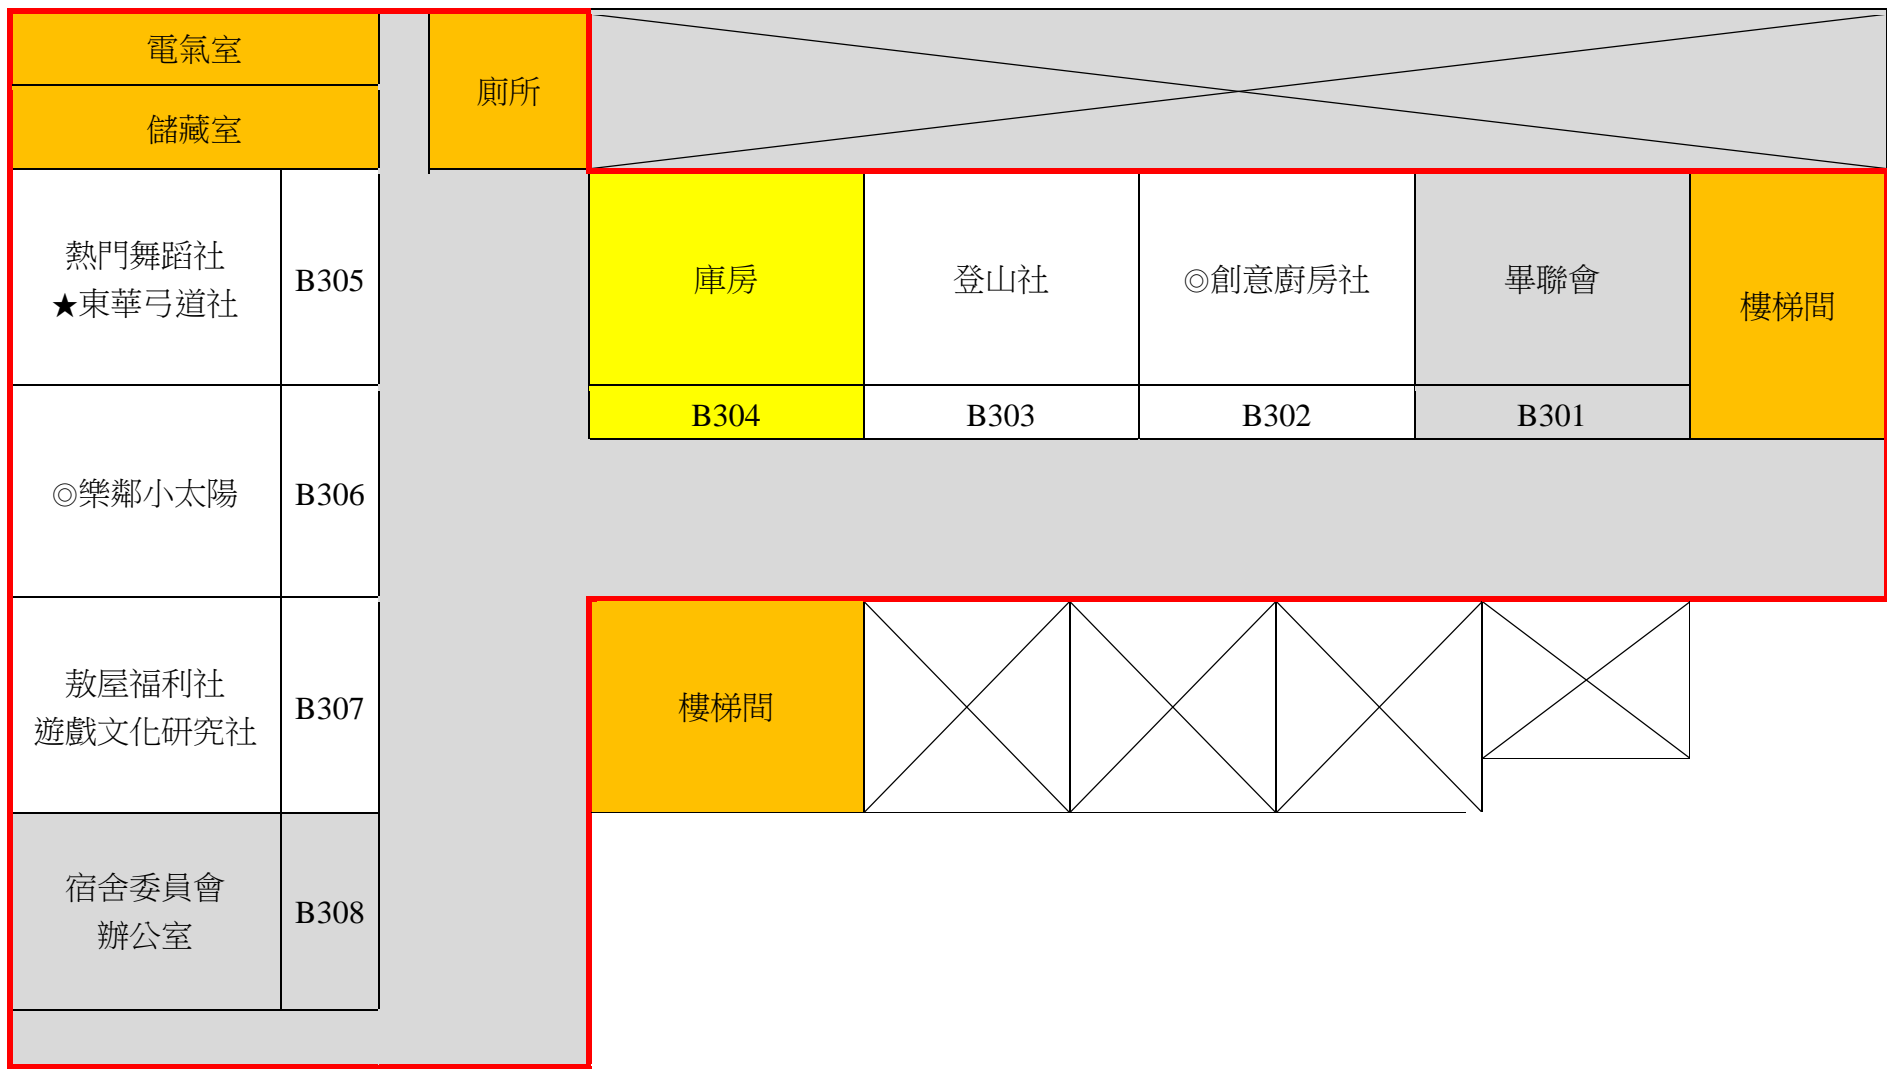 電氣室
廁所
儲藏室
熱門舞蹈社
★東華弓道社
B305
庫房
登山社
◎創意廚房社
畢聯會
樓梯間
B304
B303
B302
B301
◎樂鄰小太陽
B306
敖屋福利社
遊戲文化研究社
B307
樓梯間
宿舍委員會
辦公室
B308